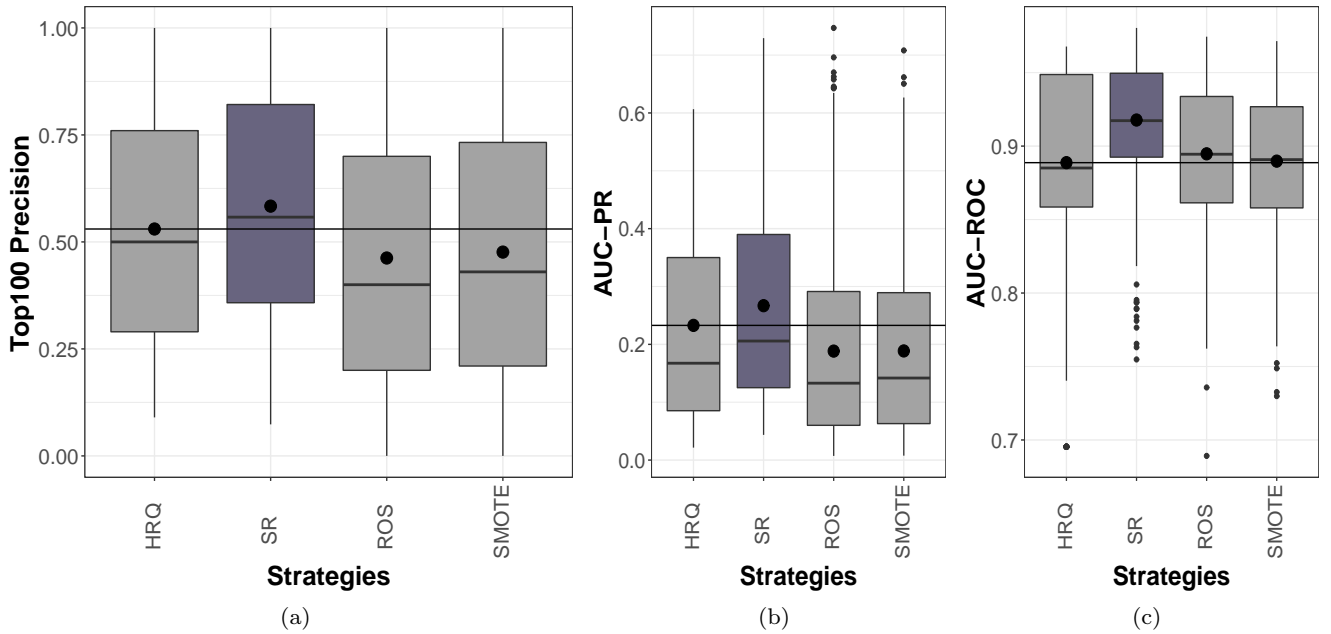 Top100 Precision
1.00
0.75
0.50
0.25
0.00
HRQ
SR
ROS
SMOTE
Strategies
(a)
AUC−PR
0.6
0.4
0.2
0.0
HRQ
SR
ROS
SMOTE
Strategies
(b)
AUC−ROC
0.9
0.8
0.7
HRQ
SR
ROS
SMOTE
Strategies
(c)